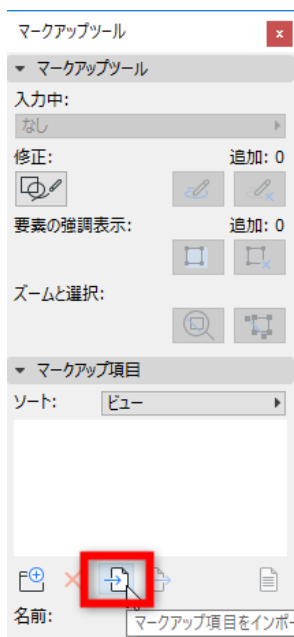 マークアップツール
マークアップツール
入力中:
なし
修正: 追加: 0
要素の強調表示: 追加: 0
ズームと選択:
マークアップ項目
ソート: ビュー
名前:
マークアップ項目をインポー